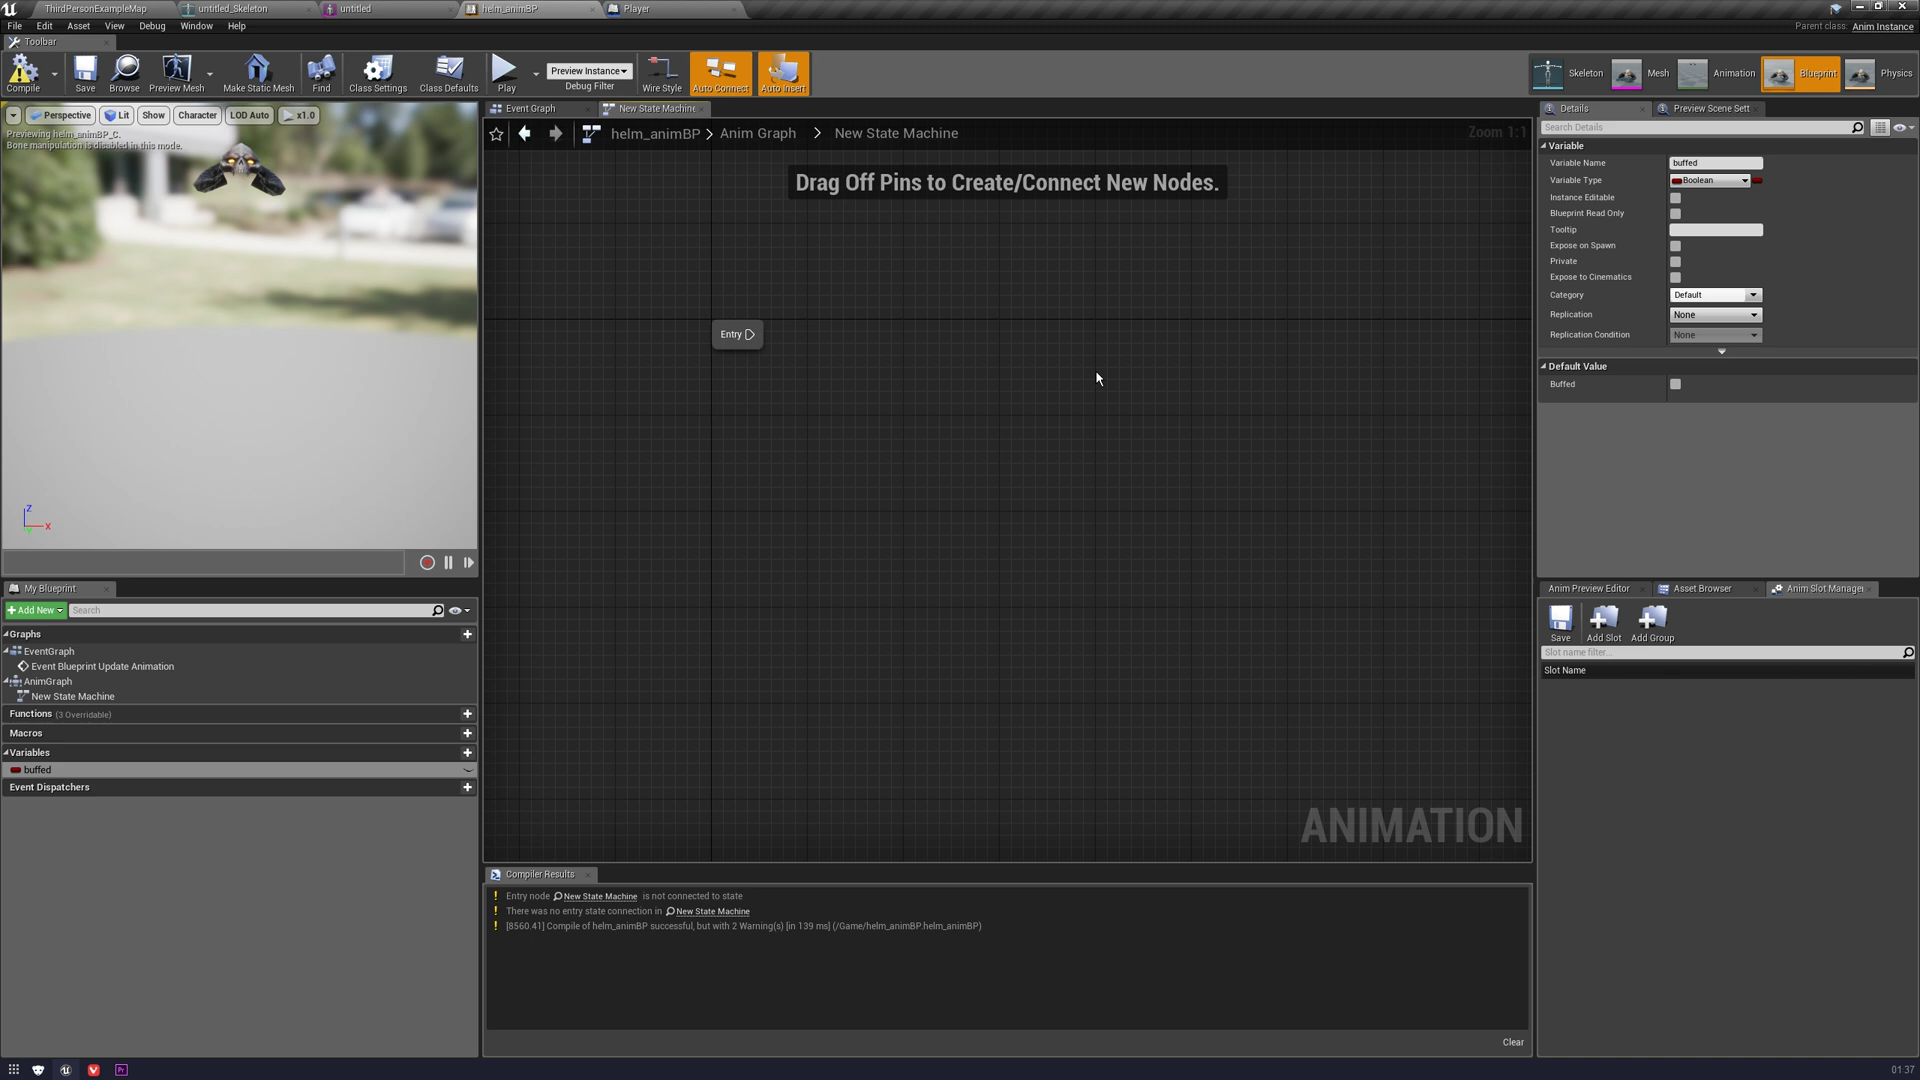 ThirdPersonExampleMap
untitled_Skeleton
untitled
helm_animBP
Player
File Edit Asset View Debug Window Help
Parent class: Anim Instance
Toolbar
Compile
Save
Browse
Preview Mesh
Make Static Mesh
Find
Class Settings
Class Defaults
Play
Preview Instance
Debug Filter
Wire Style
Auto Connect
Auto Insert
Skeleton
Mesh
Animation
Blueprint
Physics
Perspective
Lit
Show
Character
LOD Auto
x1.0
Previewing helm_animBP_C.
Bone manipulation is disabled in this mode.
Z
X
Event Graph
New State Machine
helm_animBP > Anim Graph > New State Machine
Zoom 1:1
Drag Off Pins to Create/Connect New Nodes.
Entry
ANIMATION
My Blueprint
Add New
Search
Graphs
EventGraph
Event Blueprint Update Animation
AnimGraph
New State Machine
Functions (3 Overridable)
Macros
Variables
buffed
Event Dispatchers
Compiler Results
Entry node New State Machine is not connected to state
There was no entry state connection in New State Machine
[8560.41] Compile of helm_animBP successful, but with 2 Warning(s) [in 139 ms] (/Game/helm_animBP.helm_animBP)
Clear
Details
Preview Scene Sett
Search Details
Variable
Variable Name buffed
Variable Type Boolean
Instance Editable
Blueprint Read Only
Tooltip
Expose on Spawn
Private
Expose to Cinematics
Category Default
Replication None
Replication Condition None
Default Value
Buffed
Anim Preview Editor
Asset Browser
Anim Slot Manager
Save
Add Slot
Add Group
Slot name filter...
Slot Name
Pr
01:37